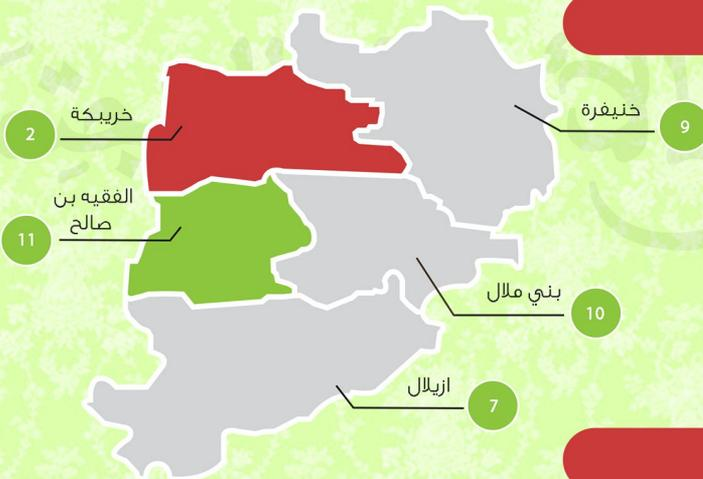 خنيفرة
9
خريبكة
2
الفقيه بن
صالح
11
بني ملال
10
ازيلال
7